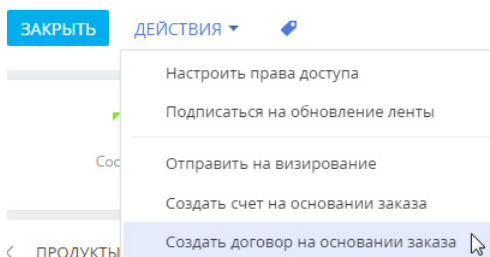 ЗАКРЫТЬ ДЕЙСТВИЯ
Настроить права доступа
Подписаться на обновление ленты
Сос
Отправить на визирование
Создать счет на основании заказа
ПРОДУКТЫ
Создать договор на основании заказа